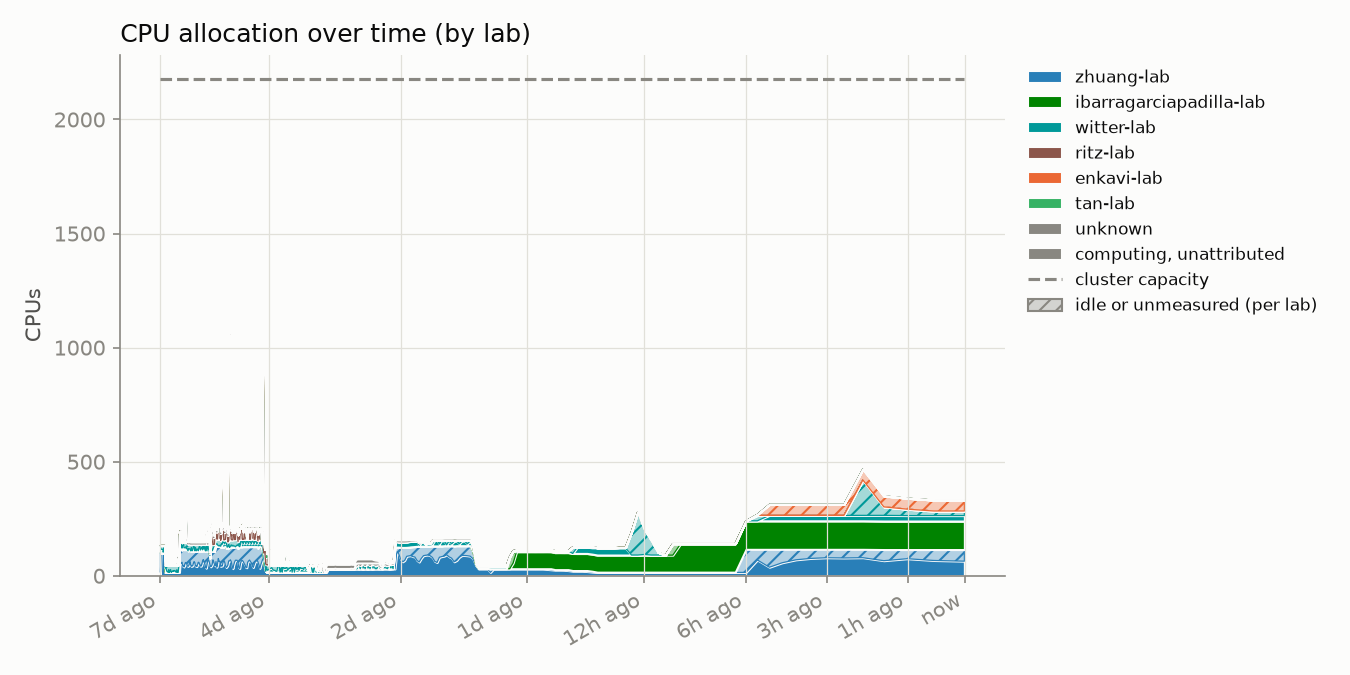 CPU allocation over time (by lab)
CPUs
2000
1500
1000
500
0
7d ago
4d ago
2d ago
1d ago
12h ago
6h ago
3h ago
1h ago
now
zhuang-lab
ibarragarciapadilla-lab
witter-lab
ritz-lab
enkavi-lab
tan-lab
unknown
computing, unattributed
cluster capacity
idle or unmeasured (per lab)